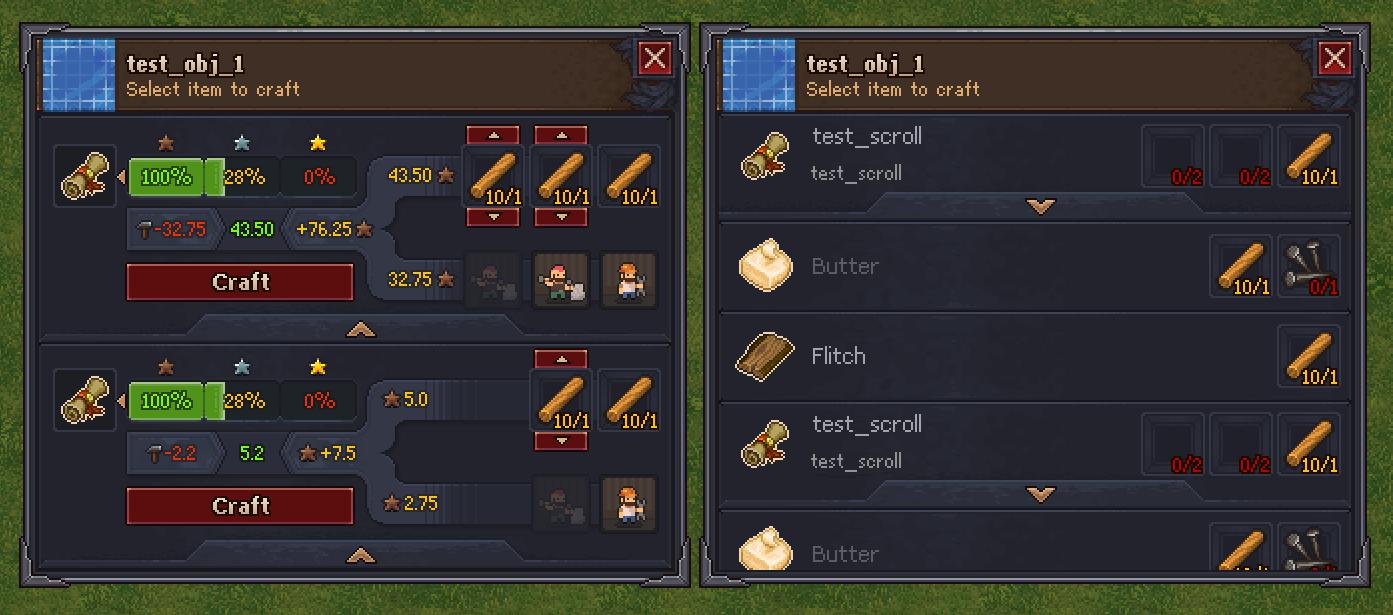 test_obj_1
Select item to craft
100% 28% 0%
43.50
10/1 10/1 10/1
-32.75 43.50 +76.25
Craft
32.75
100% 28% 0%
5.0
10/1 10/1
-2.2 5.2 +7.5
Craft
2.75
test_obj_1
Select item to craft
test_scroll
test_scroll
0/2 0/2 10/1
Butter
10/1 0/1
Flitch
10/1
test_scroll
test_scroll
0/2 0/2 10/1
Butter